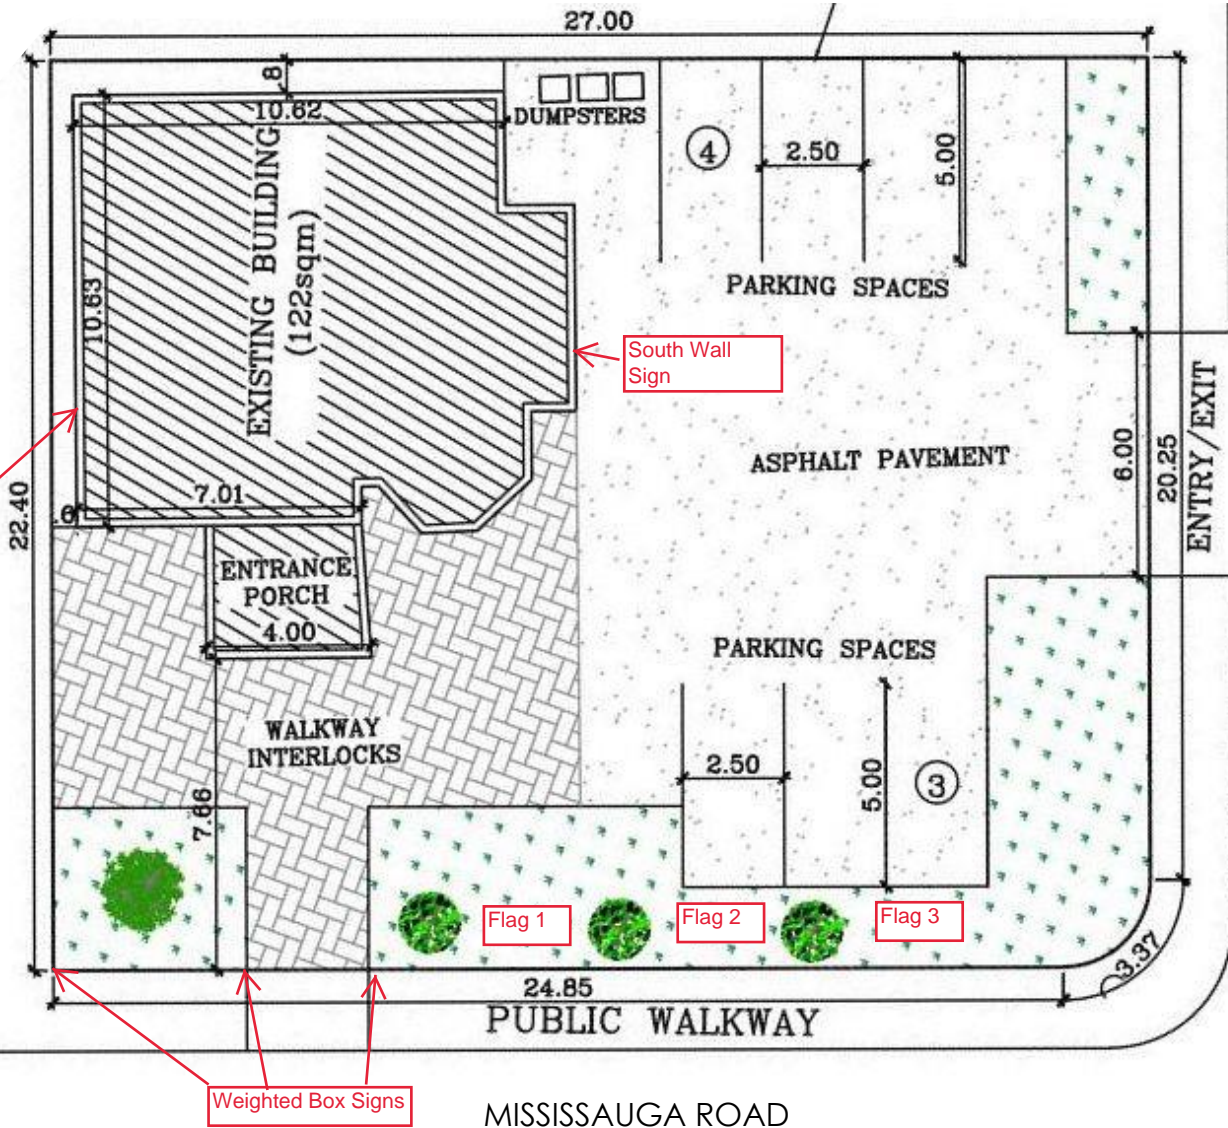 27.00
.8
10.62
DUMPSTERS
4
2.50
5.00
EXISTING BUILDING
(122sqm)
10.63
PARKING SPACES
South Wall
Sign
ENTRY/EXIT
6.00
20.25
ASPHALT PAVEMENT
22.40
7.01
.6
ENTRANCE
PORCH
4.00
PARKING SPACES
WALKWAY
INTERLOCKS
2.50
5.00
3
7.66
Flag 1
Flag 2
Flag 3
3.37
24.85
PUBLIC WALKWAY
Weighted Box Signs
MISSISSAUGA ROAD